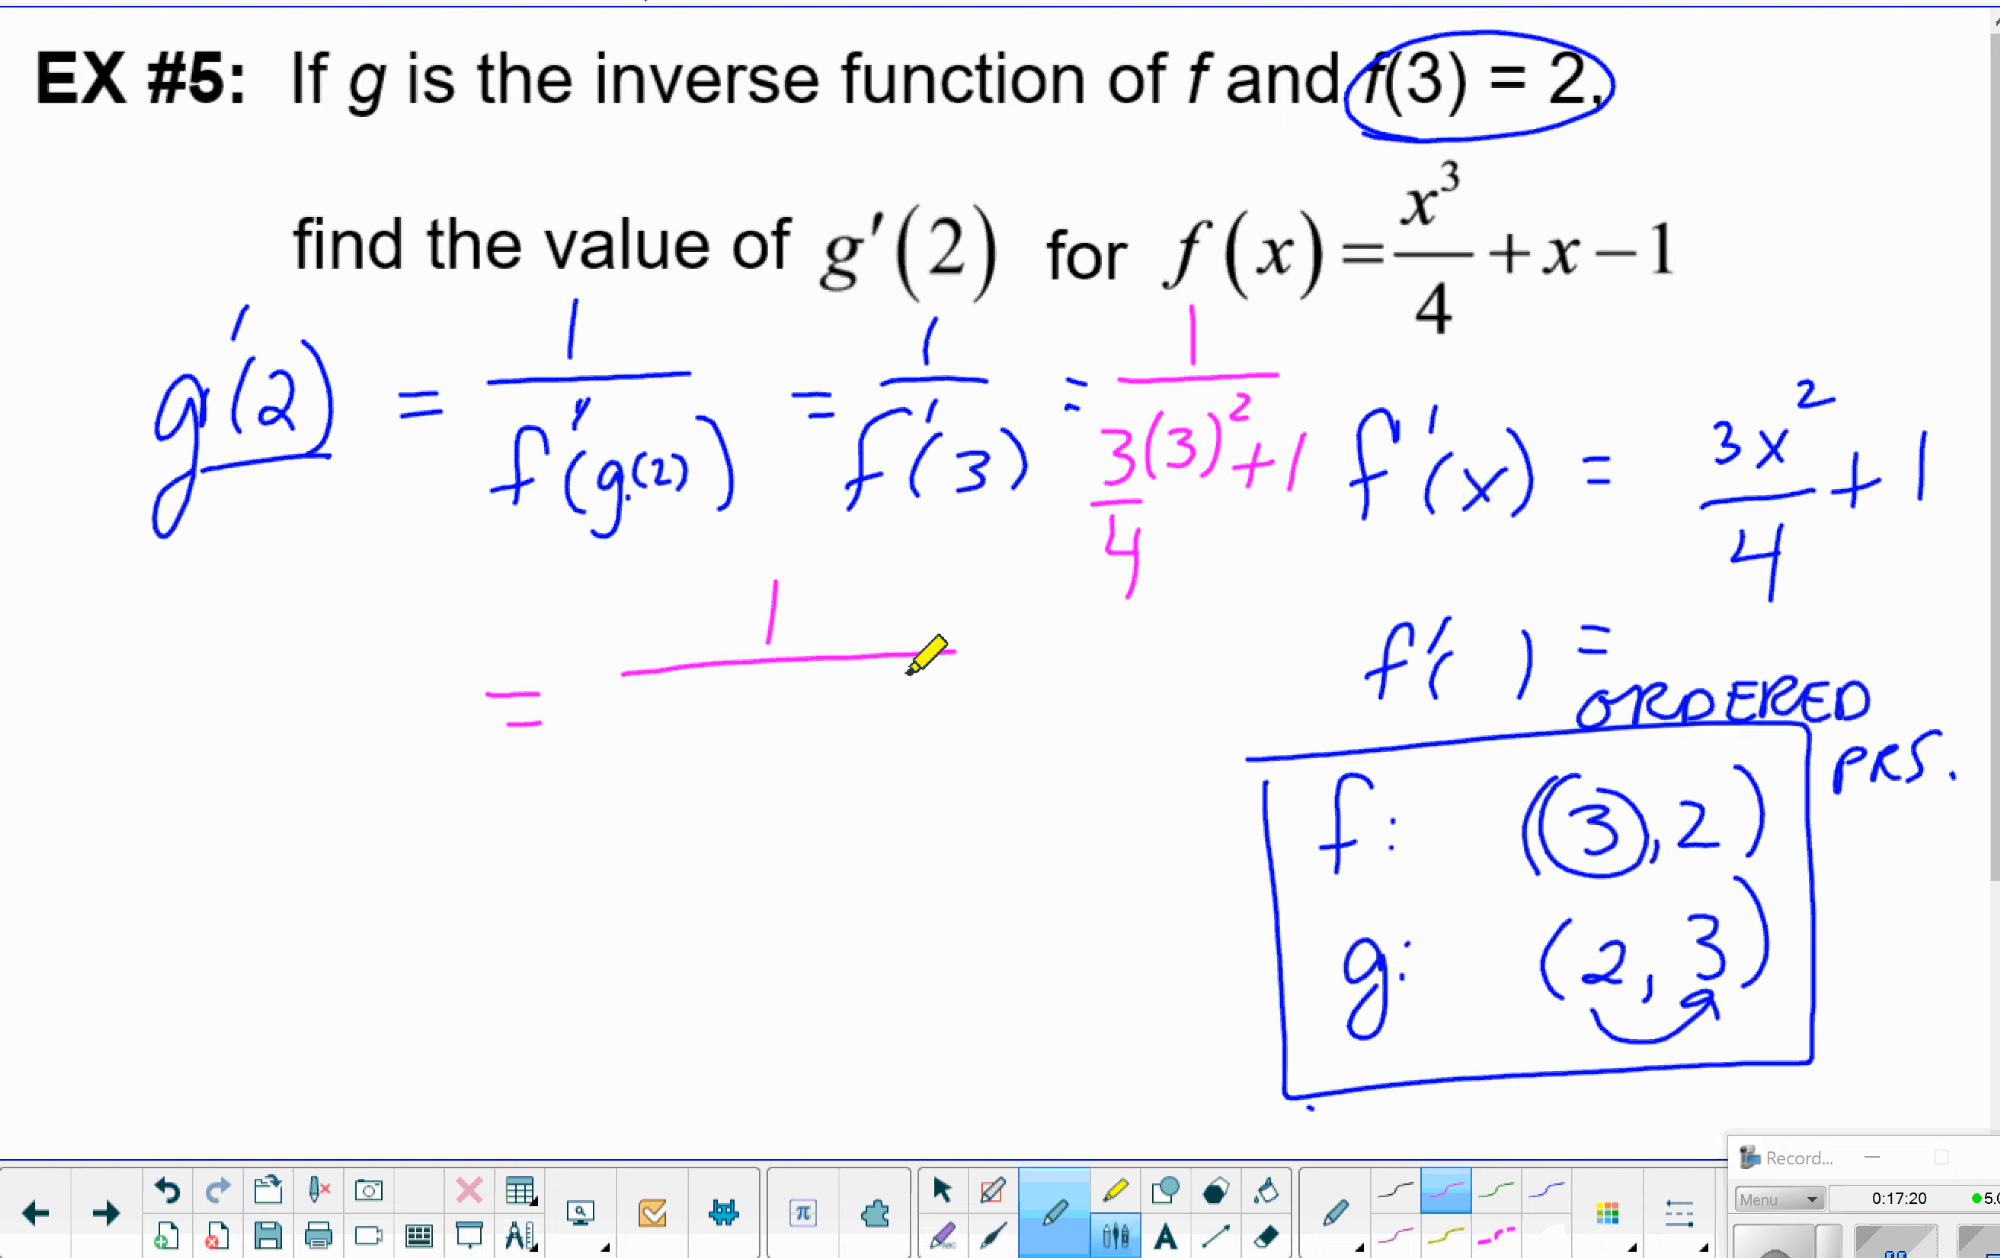 EX #5: If g is the inverse function of f and f(3) = 2,
find the value of g′(2) for f(x) = x³/4 + x − 1
g′(2) = 1/f′(g(2)) = 1/f′(3) = 1/(3(3)²/4 + 1)
f′(x) = 3x²/4 + 1
= 1/
f′( ) =
ORDERED
PRS.
f: (3, 2)
g: (2, 3)
Record...
Menu
0:17:20
5.0
π
A